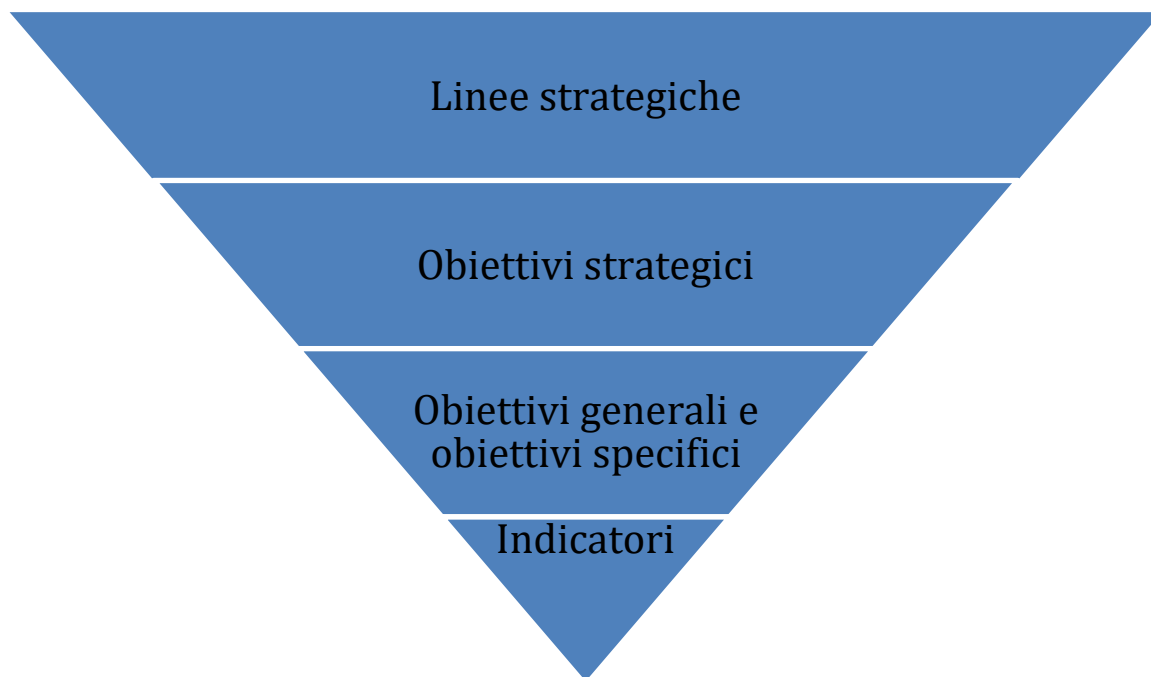 Linee strategiche
Obiettivi strategici
Obiettivi generali e
obiettivi specifici
Indicatori